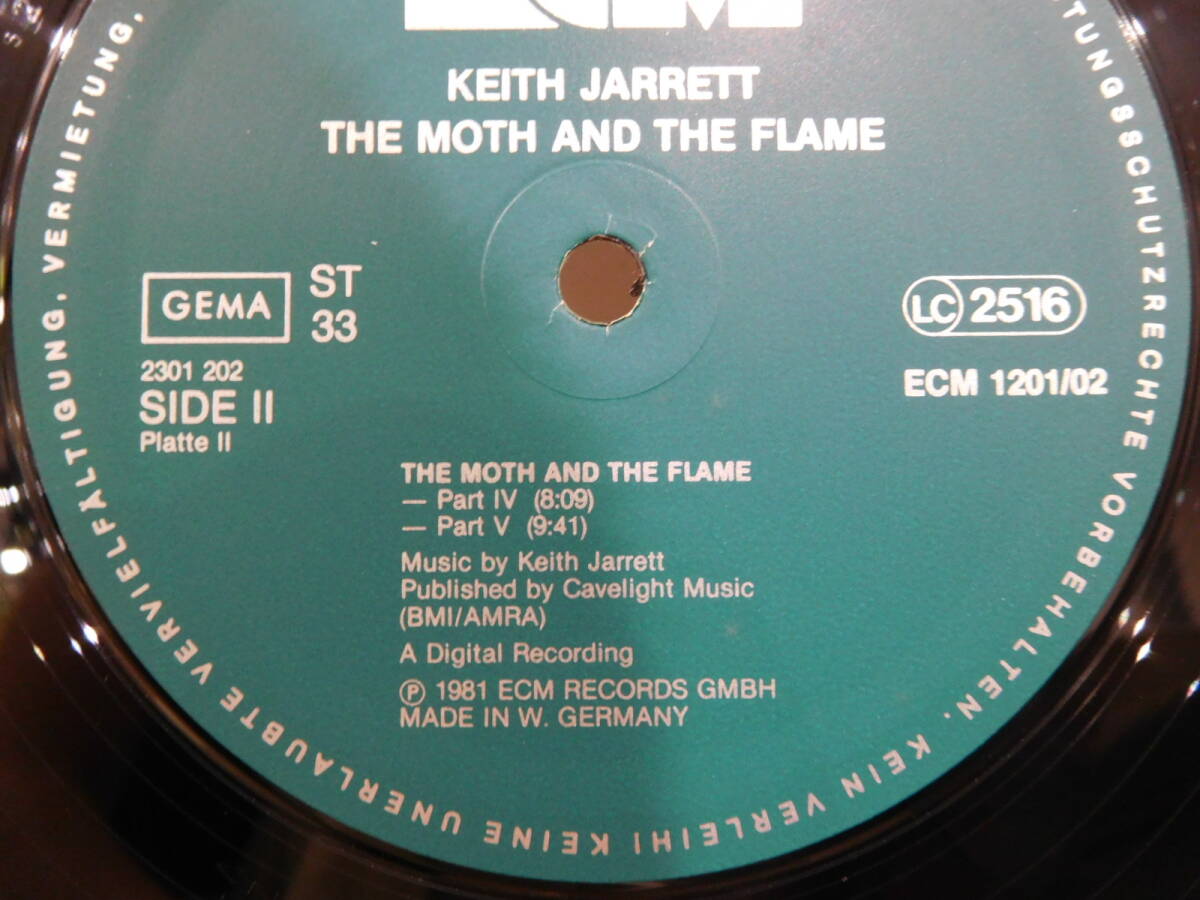 ECM
KEITH JARRETT
THE MOTH AND THE FLAME
GEMA
ST
33
LC 2516
2301 202
SIDE II
Platte II
ECM 1201/02
THE MOTH AND THE FLAME
— Part IV (8:09)
— Part V (9:41)
Music by Keith Jarrett
Published by Cavelight Music
(BMI/AMRA)
A Digital Recording
℗ 1981 ECM RECORDS GMBH
MADE IN W. GERMANY
TUNGSSCHUTZRECHTE VORBEHALTEN. KEIN VERLEIH! KEINE UNERLAUBTE VERVIELFÄLTIGUNG, VERMIETUNG,